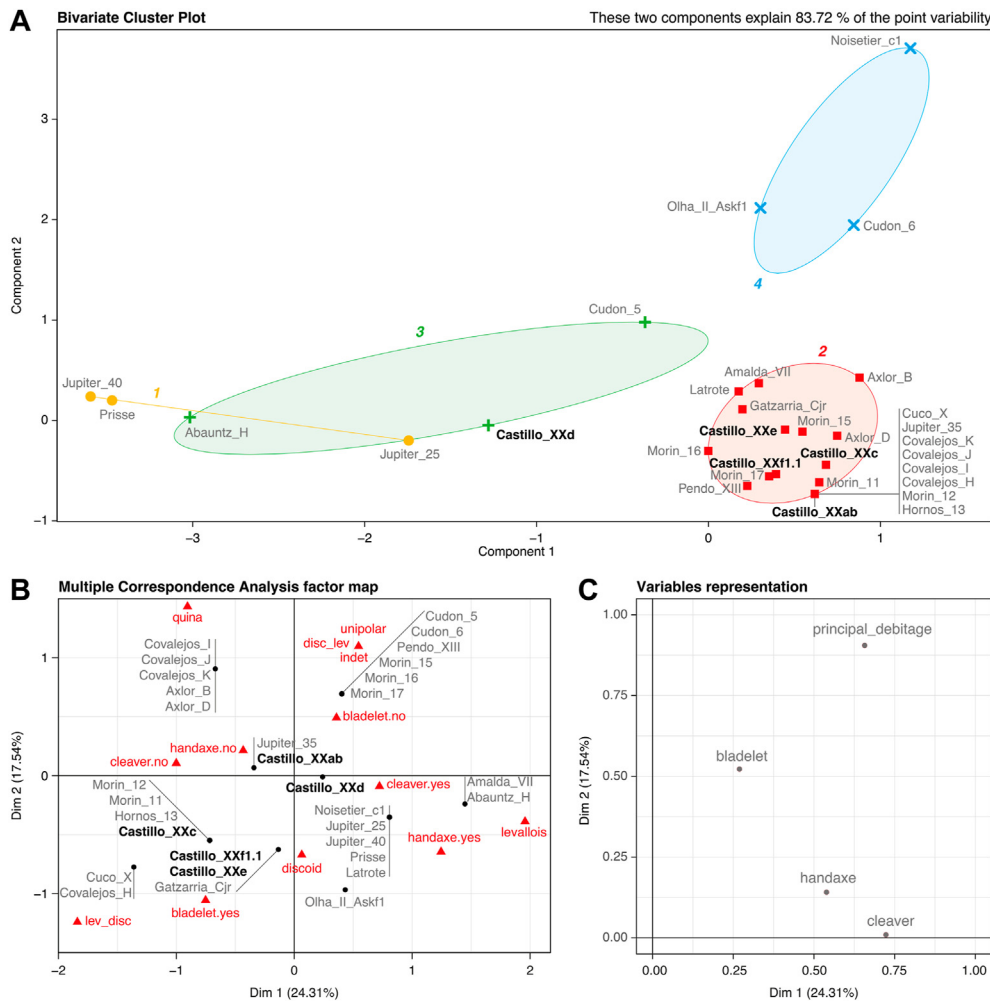 A
Bivariate Cluster Plot
These two components explain 83.72 % of the point variability
Noisetier_c1
Olha_II_Askf1
Cudon_6
4
Cudon_5
3
2
Jupiter_40
1
Prisse
Abauntz_H
Castillo_XXd
Jupiter_25
Amalda_VII
Latrote
Axlor_B
Gatzarria_Cjr
Castillo_XXe
Morin_15
Axlor_D
Morin_16
Castillo_XXc
Castillo_XXf1.1
Morin_17
Pendo_XIII
Morin_11
Castillo_XXab
Cuco_X
Jupiter_35
Covalejos_K
Covalejos_J
Covalejos_I
Covalejos_H
Morin_12
Hornos_13
Component 2
3
2
1
0
−1
−3
−2
−1
0
1
Component 1
B
Multiple Correspondence Analysis factor map
quina
Covalejos_I
Covalejos_J
Covalejos_K
Axlor_B
Axlor_D
unipolar
disc_lev
indet
Cudon_5
Cudon_6
Pendo_XIII
Morin_15
Morin_16
Morin_17
bladelet.no
handaxe.no
cleaver.no
Jupiter_35
Castillo_XXab
Castillo_XXd
cleaver.yes
Amalda_VII
Abauntz_H
Morin_12
Morin_11
Hornos_13
Castillo_XXc
Noisetier_c1
Jupiter_25
Jupiter_40
Prisse
Latrote
levallois
handaxe.yes
Castillo_XXf1.1
Castillo_XXe
Gatzarria_Cjr
discoid
Cuco_X
Covalejos_H
Olha_II_Askf1
bladelet.yes
lev_disc
Dim 2 (17.54%)
1
0
−1
−2
−1
0
1
2
Dim 1 (24.31%)
C
Variables representation
principal_debitage
bladelet
handaxe
cleaver
Dim 2 (17.54%)
1.00
0.75
0.50
0.25
0.00
0.00
0.25
0.50
0.75
1.00
Dim 1 (24.31%)